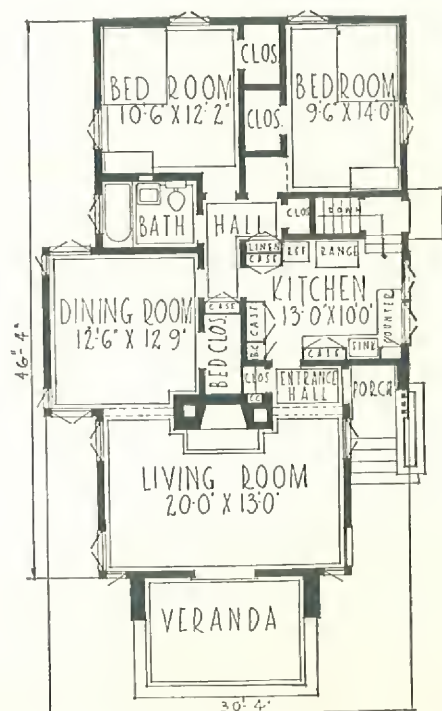 BED ROOM
10'-6" X 12'-2"
CLOS.
CLOS.
BED ROOM
9'-6" X 14'-0"
BATH
HALL
CLOS
DOWN
LINEN
CASE
REF
RANGE
KITCHEN
13'-0" X 10'-0"
COUNTER
SINK
CASE
CASE
B.C.
DINING ROOM
12'-6" X 12'-9"
CASE
BED CLOS.
CLOS
CC
ENTRANCE
HALL
PORCH
LIVING ROOM
20'-0" X 13'-0"
VERANDA
46'-4"
30'-4"